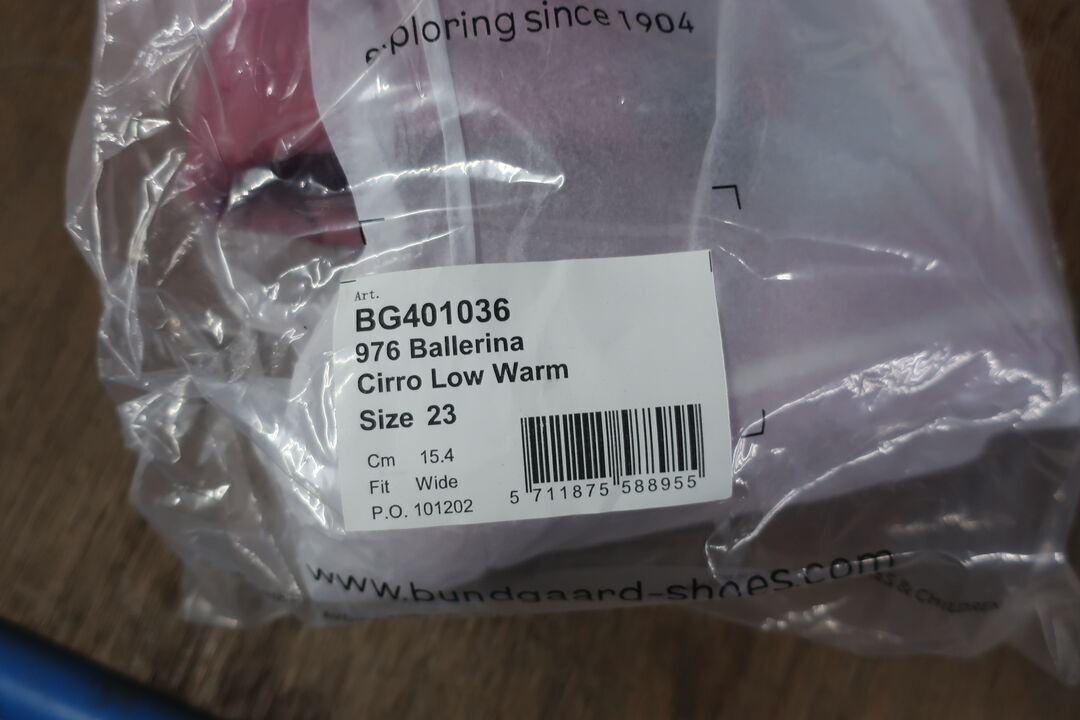 exploring since 1904
Art.
BG401036
976 Ballerina
Cirro Low Warm
Size 23
Cm 15.4
Fit Wide
P.O. 101202
5 711875 588955
www.bundgaard-shoes.com
& CHILDREN